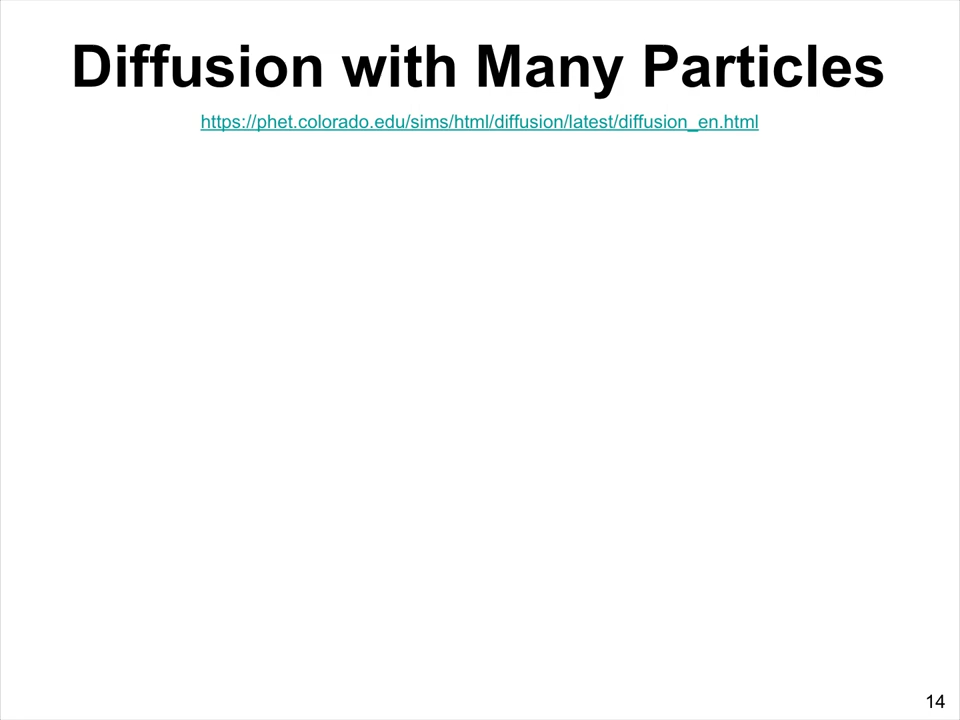 Diffusion with Many Particles
https://phet.colorado.edu/sims/html/diffusion/latest/diffusion_en.html
14